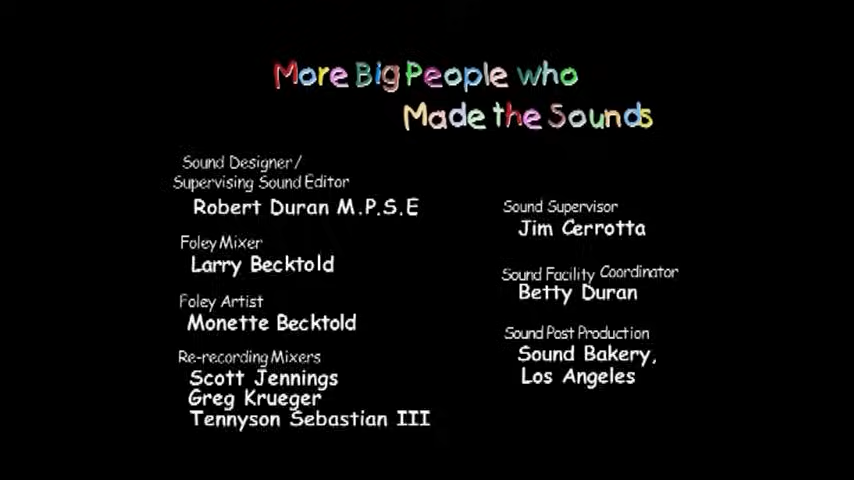 More Big People who
Made the Sounds
Sound Designer/
Supervising Sound Editor
Robert Duran M.P.S.E
Foley Mixer
Larry Becktold
Foley Artist
Monette Becktold
Re-recording Mixers
Scott Jennings
Greg Krueger
Tennyson Sebastian III
Sound Supervisor
Jim Cerrotta
Sound Facility Coordinator
Betty Duran
Sound Post Production
Sound Bakery,
Los Angeles